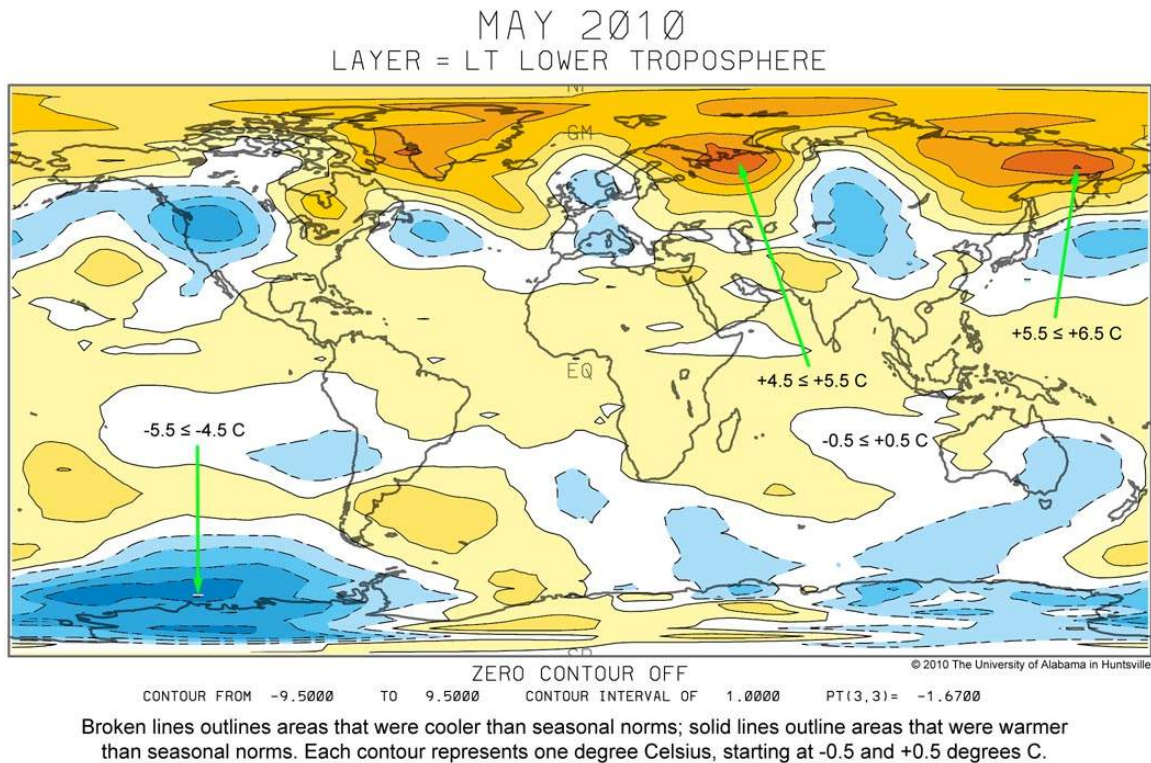 MAY 2010
LAYER = LT LOWER TROPOSPHERE
GM
+5.5 ≤ +6.5 C
EQ
+4.5 ≤ +5.5 C
-5.5 ≤ -4.5 C
-0.5 ≤ +0.5 C
© 2010 The University of Alabama in Huntsville
ZERO CONTOUR OFF
CONTOUR FROM -9.5000 TO 9.5000 CONTOUR INTERVAL OF 1.0000 PT(3,3)= -1.6700
Broken lines outlines areas that were cooler than seasonal norms; solid lines outline areas that were warmer
than seasonal norms. Each contour represents one degree Celsius, starting at -0.5 and +0.5 degrees C.